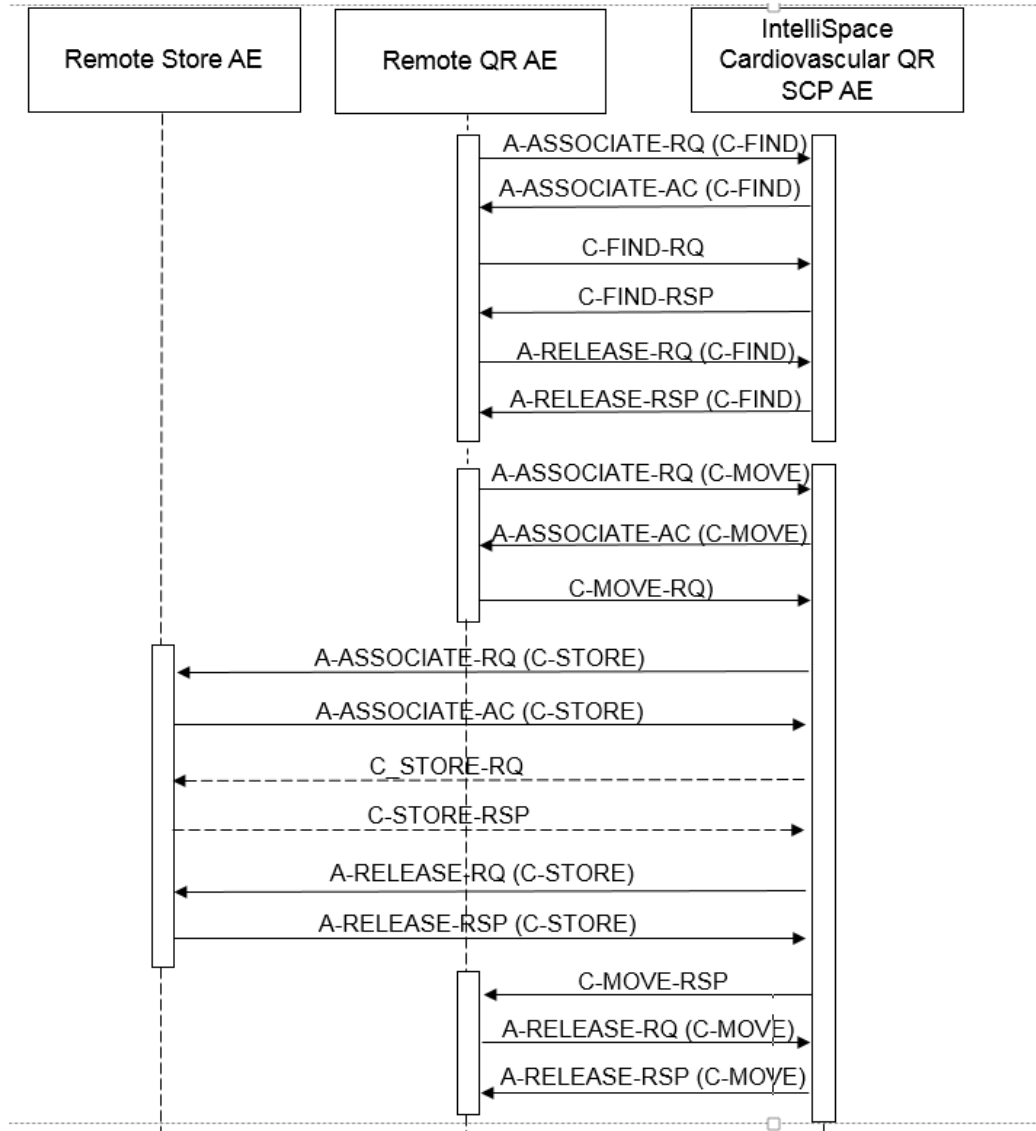 Remote Store AE
Remote QR AE
IntelliSpace
Cardiovascular QR
SCP AE
A-ASSOCIATE-RQ (C-FIND)
A-ASSOCIATE-AC (C-FIND)
C-FIND-RQ
C-FIND-RSP
A-RELEASE-RQ (C-FIND)
A-RELEASE-RSP (C-FIND)
A-ASSOCIATE-RQ (C-MOVE)
A-ASSOCIATE-AC (C-MOVE)
C-MOVE-RQ)
A-ASSOCIATE-RQ (C-STORE)
A-ASSOCIATE-AC (C-STORE)
C_STORE-RQ
C-STORE-RSP
A-RELEASE-RQ (C-STORE)
A-RELEASE-RSP (C-STORE)
C-MOVE-RSP
A-RELEASE-RQ (C-MOVE)
A-RELEASE-RSP (C-MOVE)